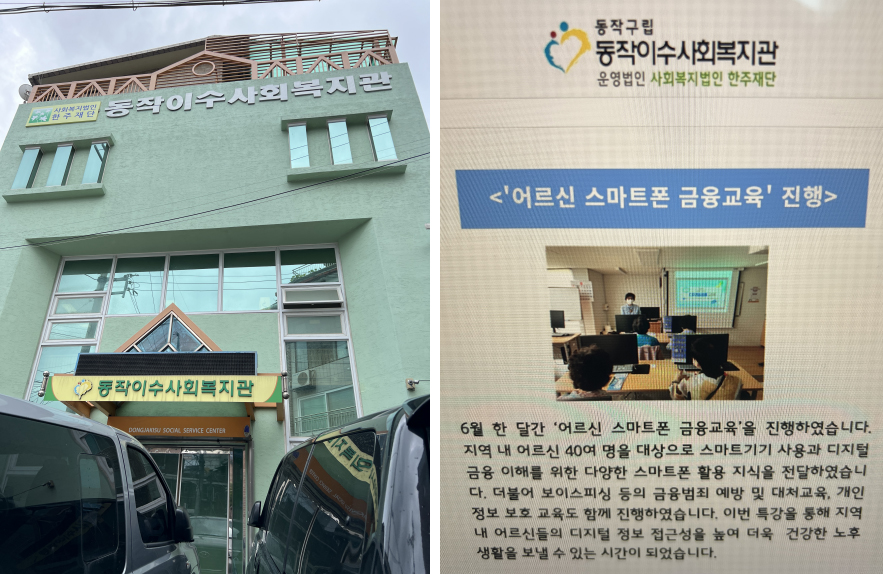 사회복지법인
한주재단
동작이수사회복지관
동작이수사회복지관
DONGJAKISU SOCIAL SERVICE CENTER
동작구립
동작이수사회복지관
운영법인 사회복지법인 한주재단
<'어르신 스마트폰 금융교육' 진행>
6월 한 달간 '어르신 스마트폰 금융교육'을 진행하였습니다.
지역 내 어르신 40여 명을 대상으로 스마트기기 사용과 디지털
금융 이해를 위한 다양한 스마트폰 활용 지식을 전달하였습니
다. 더불어 보이스피싱 등의 금융범죄 예방 및 대처교육, 개인
정보 보호 교육도 함께 진행하였습니다. 이번 특강을 통해 지역
내 어르신들의 디지털 정보 접근성을 높여 더욱 건강한 노후
생활을 보낼 수 있는 시간이 되었습니다.